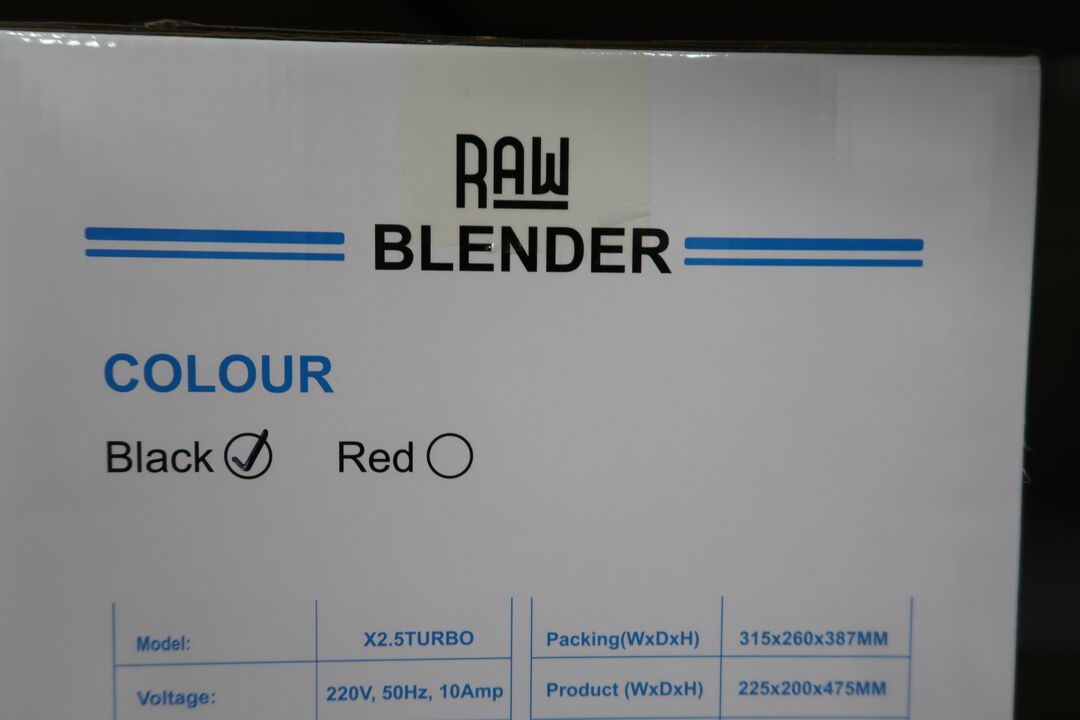 RAW
BLENDER
COLOUR
Black Red
Model: X2.5TURBO Packing(WxDxH) 315x260x387MM
Voltage: 220V, 50Hz, 10Amp Product (WxDxH) 225x200x475MM